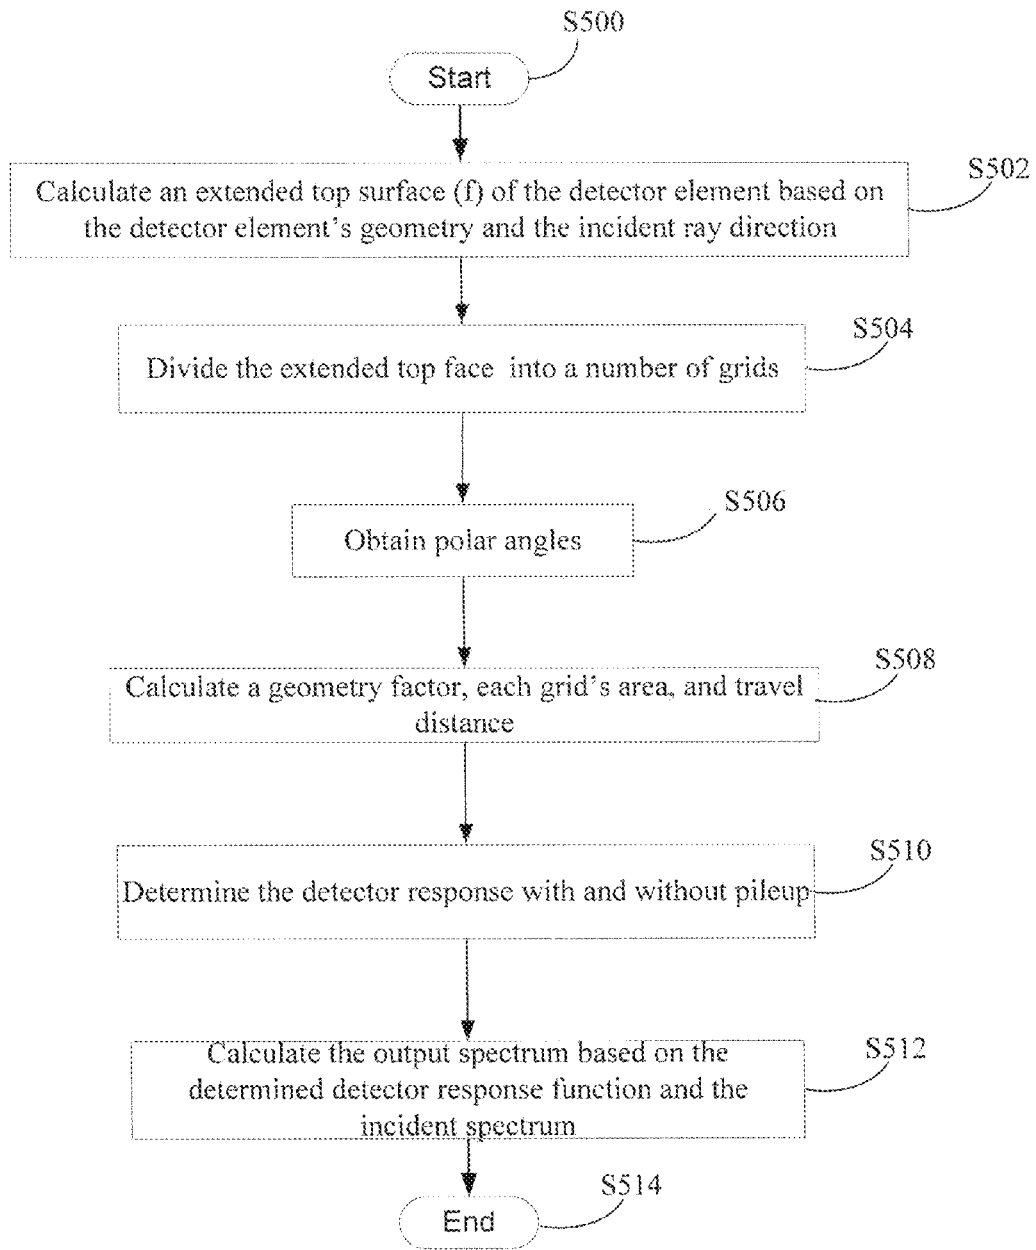 S500
Start
S502
Calculate an extended top surface (f) of the detector element based on
the detector element's geometry and the incident ray direction
S504
Divide the extended top face into a number of grids
S506
Obtain polar angles
S508
Calculate a geometry factor, each grid's area, and travel
distance
S510
Determine the detector response with and without pileup
S512
Calculate the output spectrum based on the
determined detector response function and the
incident spectrum
S514
End